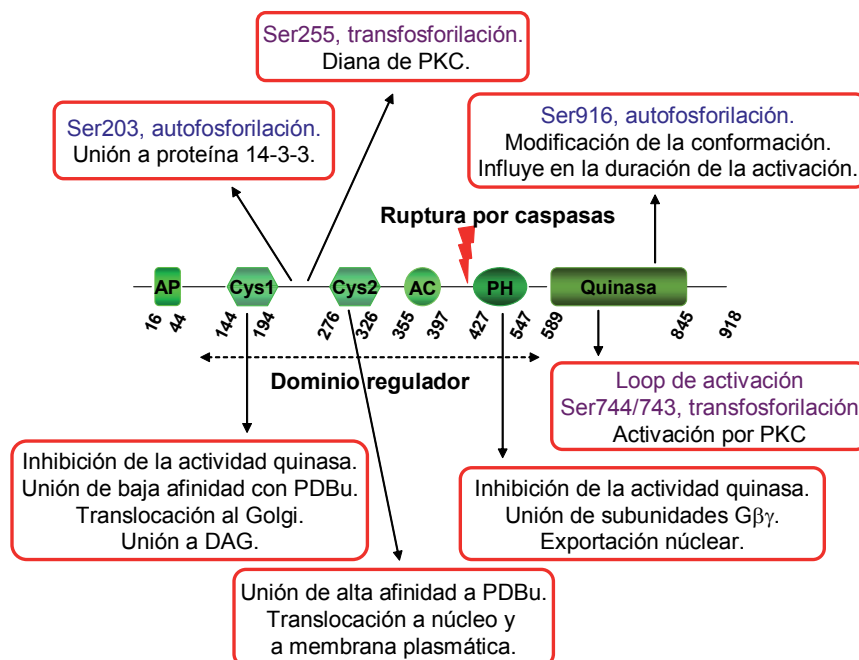 Ser255, transfosforilación.
Diana de PKC.
Ser203, autofosforilación.
Unión a proteína 14-3-3.
Ser916, autofosforilación.
Modificación de la conformación.
Influye en la duración de la activación.
Ruptura por caspasas
AP
Cys1
Cys2
AC
PH
Quinasa
16
44
144
194
276
326
355
397
427
547
589
845
918
Dominio regulador
Loop de activación
Ser744/743, transfosforilación
Activación por PKC
Inhibición de la actividad quinasa.
Unión de baja afinidad con PDBu.
Translocación al Golgi.
Unión a DAG.
Inhibición de la actividad quinasa.
Unión de subunidades Gβγ.
Exportación núclear.
Unión de alta afinidad a PDBu.
Translocación a núcleo y
a membrana plasmática.